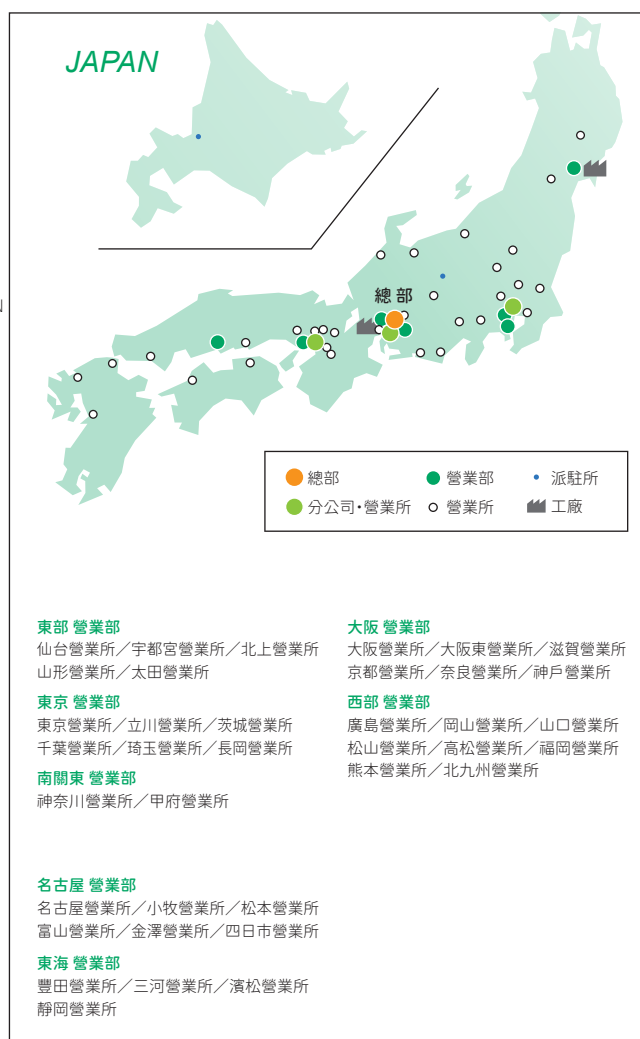 JAPAN
總部
總部
營業部
派駐所
分公司・營業所
營業所
工廠
東部 營業部
仙台營業所／宇都宮營業所／北上營業所
山形營業所／太田營業所
東京 營業部
東京營業所／立川營業所／茨城營業所
千葉營業所／琦玉營業所／長岡營業所
南關東 營業部
神奈川營業所／甲府營業所
名古屋 營業部
名古屋營業所／小牧營業所／松本營業所
富山營業所／金澤營業所／四日市營業所
東海 營業部
豐田營業所／三河營業所／濱松營業所
靜岡營業所
大阪 營業部
大阪營業所／大阪東營業所／滋賀營業所
京都營業所／奈良營業所／神戶營業所
西部 營業部
廣島營業所／岡山營業所／山口營業所
松山營業所／高松營業所／福岡營業所
熊本營業所／北九州營業所